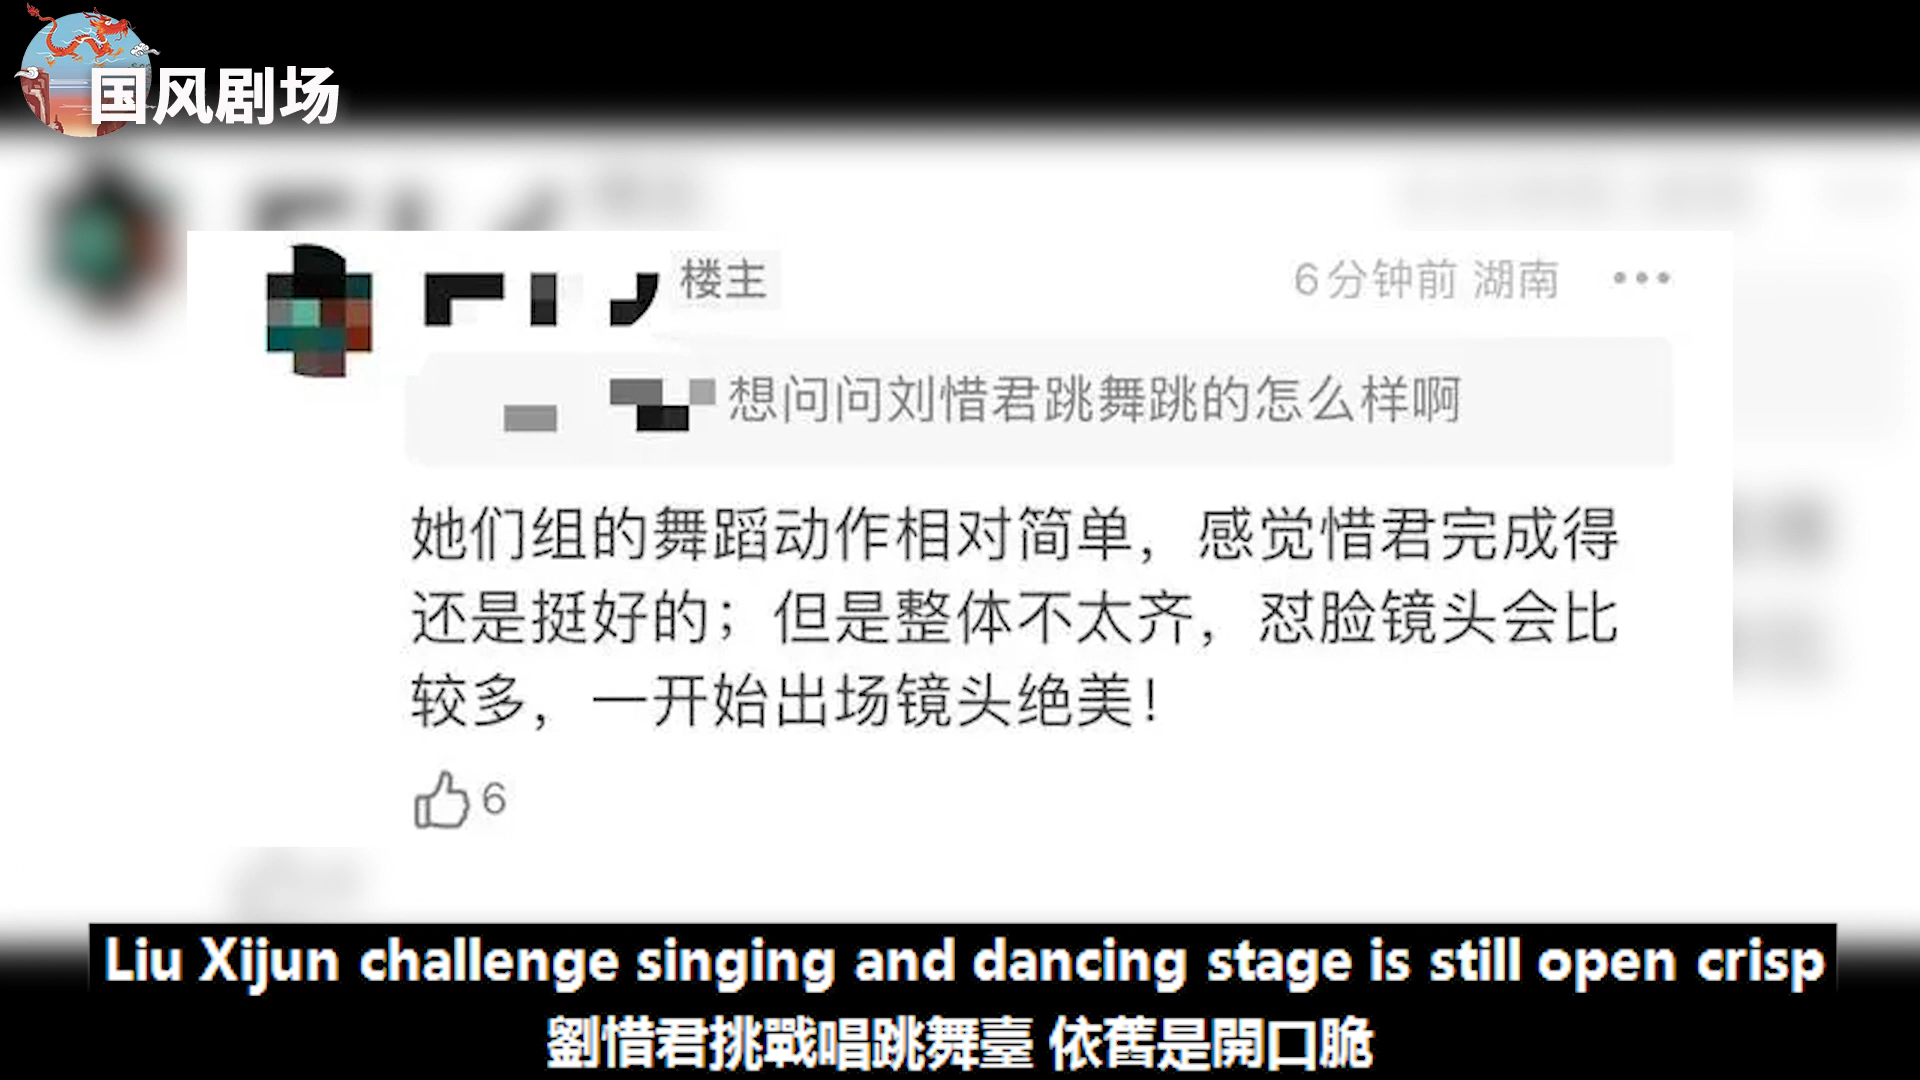 国风剧场
楼主
6分钟前 湖南
想问问刘惜君跳舞跳的怎么样啊
她们组的舞蹈动作相对简单，感觉惜君完成得
还是挺好的；但是整体不太齐，怼脸镜头会比
较多，一开始出场镜头绝美！
6
Liu Xijun challenge singing and dancing stage is still open crisp
劉惜君挑戰唱跳舞臺 依舊是開口脆